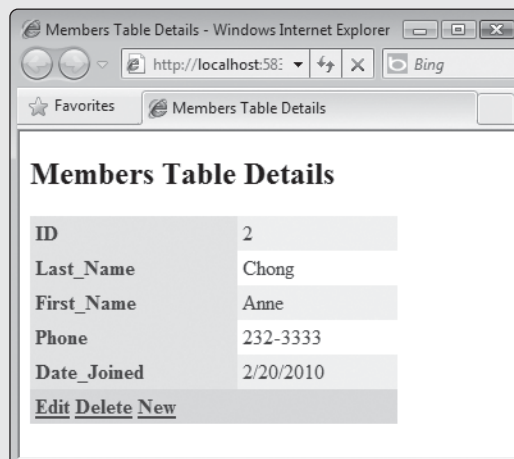 Members Table Details - Windows Internet Explorer
http://localhost:583
Bing
Favorites
Members Table Details
Members Table Details
ID 2
Last_Name Chong
First_Name Anne
Phone 232-3333
Date_Joined 2/20/2010
Edit Delete New